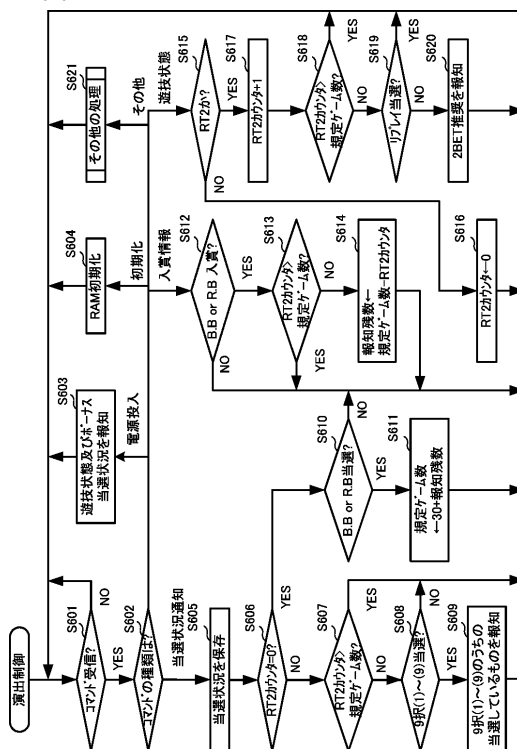 演出制御
S601
コマンド受信?
NO
YES
S602
コマンドの種類は?
電源投入
初期化
その他
当選状況通知
入賞情報
遊技状態
S603
遊技状態及びボーナス
当選状況を報知
S604
RAM初期化
S621
その他の処理
S605
当選状況を保存
S606
RT2カウンタ=0?
YES
NO
S607
RT2カウンタ>
規定ゲーム数?
YES
NO
S608
9択(1)~(9)当選?
NO
YES
S609
9択(1)~(9)のうちの
当選しているものを報知
S610
B.B or R.B当選?
NO
YES
S611
規定ゲーム数
←30+報知残数
S612
B.B or R.B 入賞?
NO
YES
S613
RT2カウンタ>
規定ゲーム数?
YES
NO
S614
報知残数←
規定ゲーム数-RT2カウンタ
S615
RT2か?
NO
YES
S616
RT2カウンタ←0
S617
RT2カウンタ+1
S618
RT2カウンタ>
規定ゲーム数?
YES
NO
S619
リプレイ当選?
YES
NO
S620
2BET推奨を報知